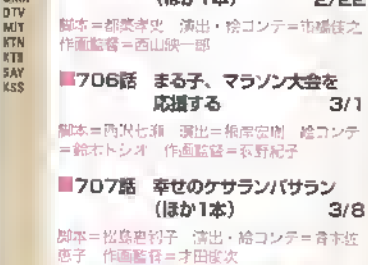 DTV
MIT
KTN
KTS
SAY
KSS
(ほか1本) 2/22
脚本=都築孝史 演出・絵コンテ=市橋佳之
作画監督=西山映一郎
■706話 まる子、マラソン大会を
応援する 3/1
脚本=西沢七瀬 演出=根岸宏樹 絵コンテ
=鈴木トシオ 作画監督=萩野紀子
■707話 幸せのケサランパサラン
(ほか1本) 3/8
脚本=松島恵利子 演出・絵コンテ=青木佐
恵子 作画監督=才田俊次